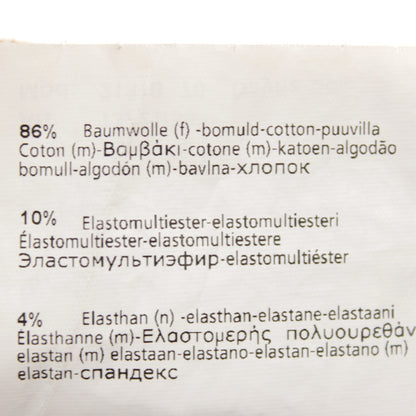 86% Baumwolle (f) -bomuld-cotton-puuvilla
Coton (m)-Βαμβάκι-cotone (m)-katoen-algodão
bomull-algodón (m)-bavlna-хлопок
10% Elastomultiester-elastomultiesteri
Élastomultiester-elastomultiestere
Эластомультиэфир-elastomultiéster
4% Elasthan (n) -elasthan-elastane-elastaani
Élasthanne (m)-Ελαστομερής πολυουρεθάν
elastan (m) elastaan-elastano-elastan-elastano (m)
elastan-спандекс